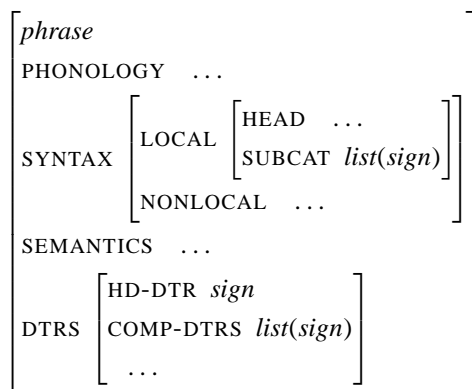 phrase
PHONOLOGY ...
SYNTAX LOCAL HEAD ...
SUBCAT list(sign)
NONLOCAL ...
SEMANTICS ...
DTRS HD-DTR sign
COMP-DTRS list(sign)
...